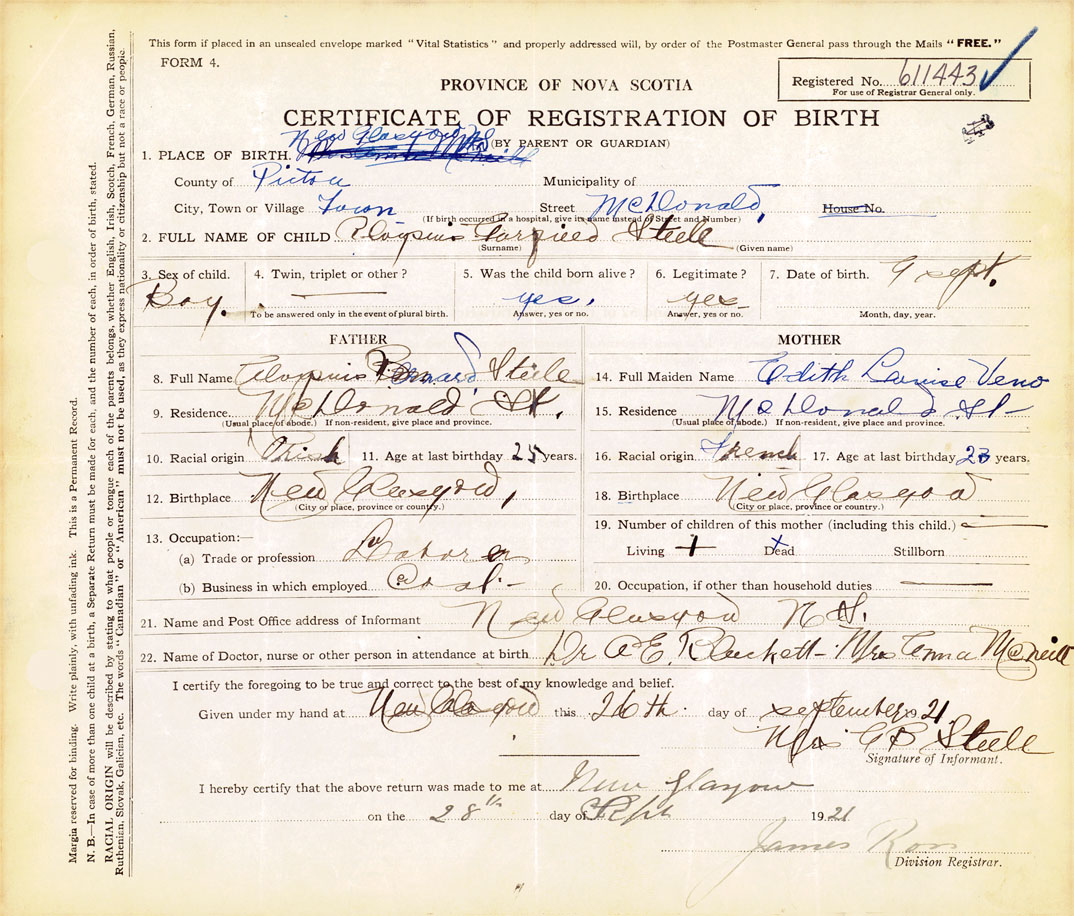 This form if placed in an unsealed envelope marked "Vital Statistics" and properly addressed will, by order of the Postmaster General pass through the Mails "FREE."
FORM 4.
PROVINCE OF NOVA SCOTIA
Registered No. 611443
For use of Registrar General only.
CERTIFICATE OF REGISTRATION OF BIRTH
(BY PARENT OR GUARDIAN)
1. PLACE OF BIRTH. New Glasgow NS
County of Pictou Municipality of
City, Town or Village Town Street McDonald, House No.
(If birth occurred in a hospital, give its name instead of Street and Number)
2. FULL NAME OF CHILD Aloysius Steele
(Surname) (Given name)
3. Sex of child. 4. Twin, triplet or other? 5. Was the child born alive? 6. Legitimate? 7. Date of birth. 9 sept.
Boy. yes. yes
To be answered only in the event of plural birth. Answer, yes or no. Answer, yes or no. Month, day, year.
FATHER MOTHER
8. Full Name Aloysius Bernard Steele 14. Full Maiden Name Edith Louise Veno
9. Residence. McDonald St. 15. Residence McDonald St
(Usual place of abode.) If non-resident, give place and province. (Usual place of abode.) If non-resident, give place and province.
10. Racial origin Irish 11. Age at last birthday 25 years. 16. Racial origin French 17. Age at last birthday 23 years.
12. Birthplace New Glasgow, 18. Birthplace New Glasgow
(City or place, province or country.) (City or place, province or country.)
13. Occupation:— 19. Number of children of this mother (including this child.)
(a) Trade or profession Laborer Living Dead Stillborn
(b) Business in which employed Coal 20. Occupation, if other than household duties
21. Name and Post Office address of Informant New Glasgow N S.
22. Name of Doctor, nurse or other person in attendance at birth Dr Mrs Anna McNeill
I certify the foregoing to be true and correct to the best of my knowledge and belief.
Given under my hand at New Glasgow this 26th day of september 21
Mrs Steele
Signature of Informant.
I hereby certify that the above return was made to me at New Glasgow
on the 28th day of Sept 1921
James Ross
Division Registrar.
Margia reserved for binding. Write plainly, with unfading ink. This is a Permanent Record.
N. B.—In case of more than one child at a birth, a Separate Return must be made for each, and the number of each, in order of birth, stated.
RACIAL ORIGIN will be described by stating to what people or tongue each of the parents belongs, whether English, Irish, Scotch, French, German, Russian,
Ruthenian, Slovak, Galician, etc. The words "Canadian" or "American" must not be used, as they express nationality or citizenship but not a race or people.